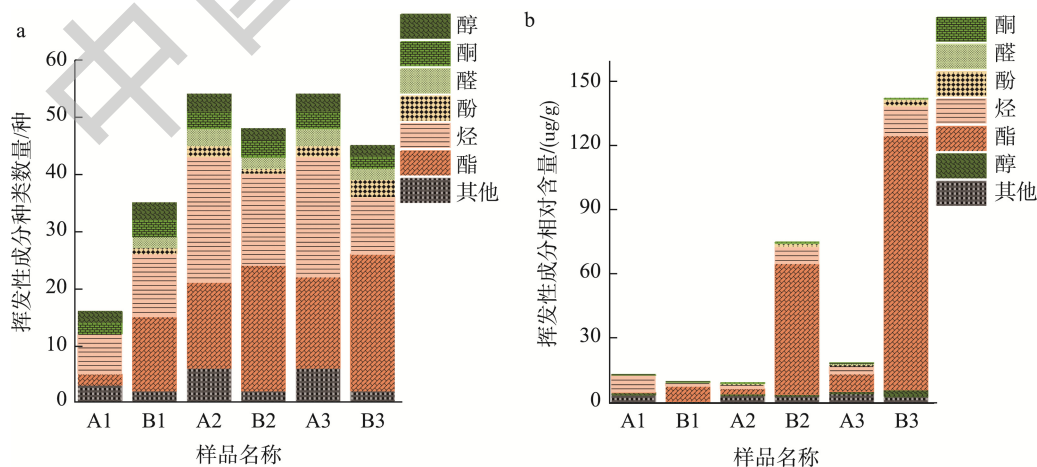 a
挥发性成分种类数量/种
60
50
40
30
20
10
0
A1 B1 A2 B2 A3 B3
样品名称
醇
酮
醛
酚
烃
酯
其他
b
挥发性成分相对含量/(ug/g)
150
120
90
60
30
0
A1 B1 A2 B2 A3 B3
样品名称
酮
醛
酚
烃
酯
醇
其他
中